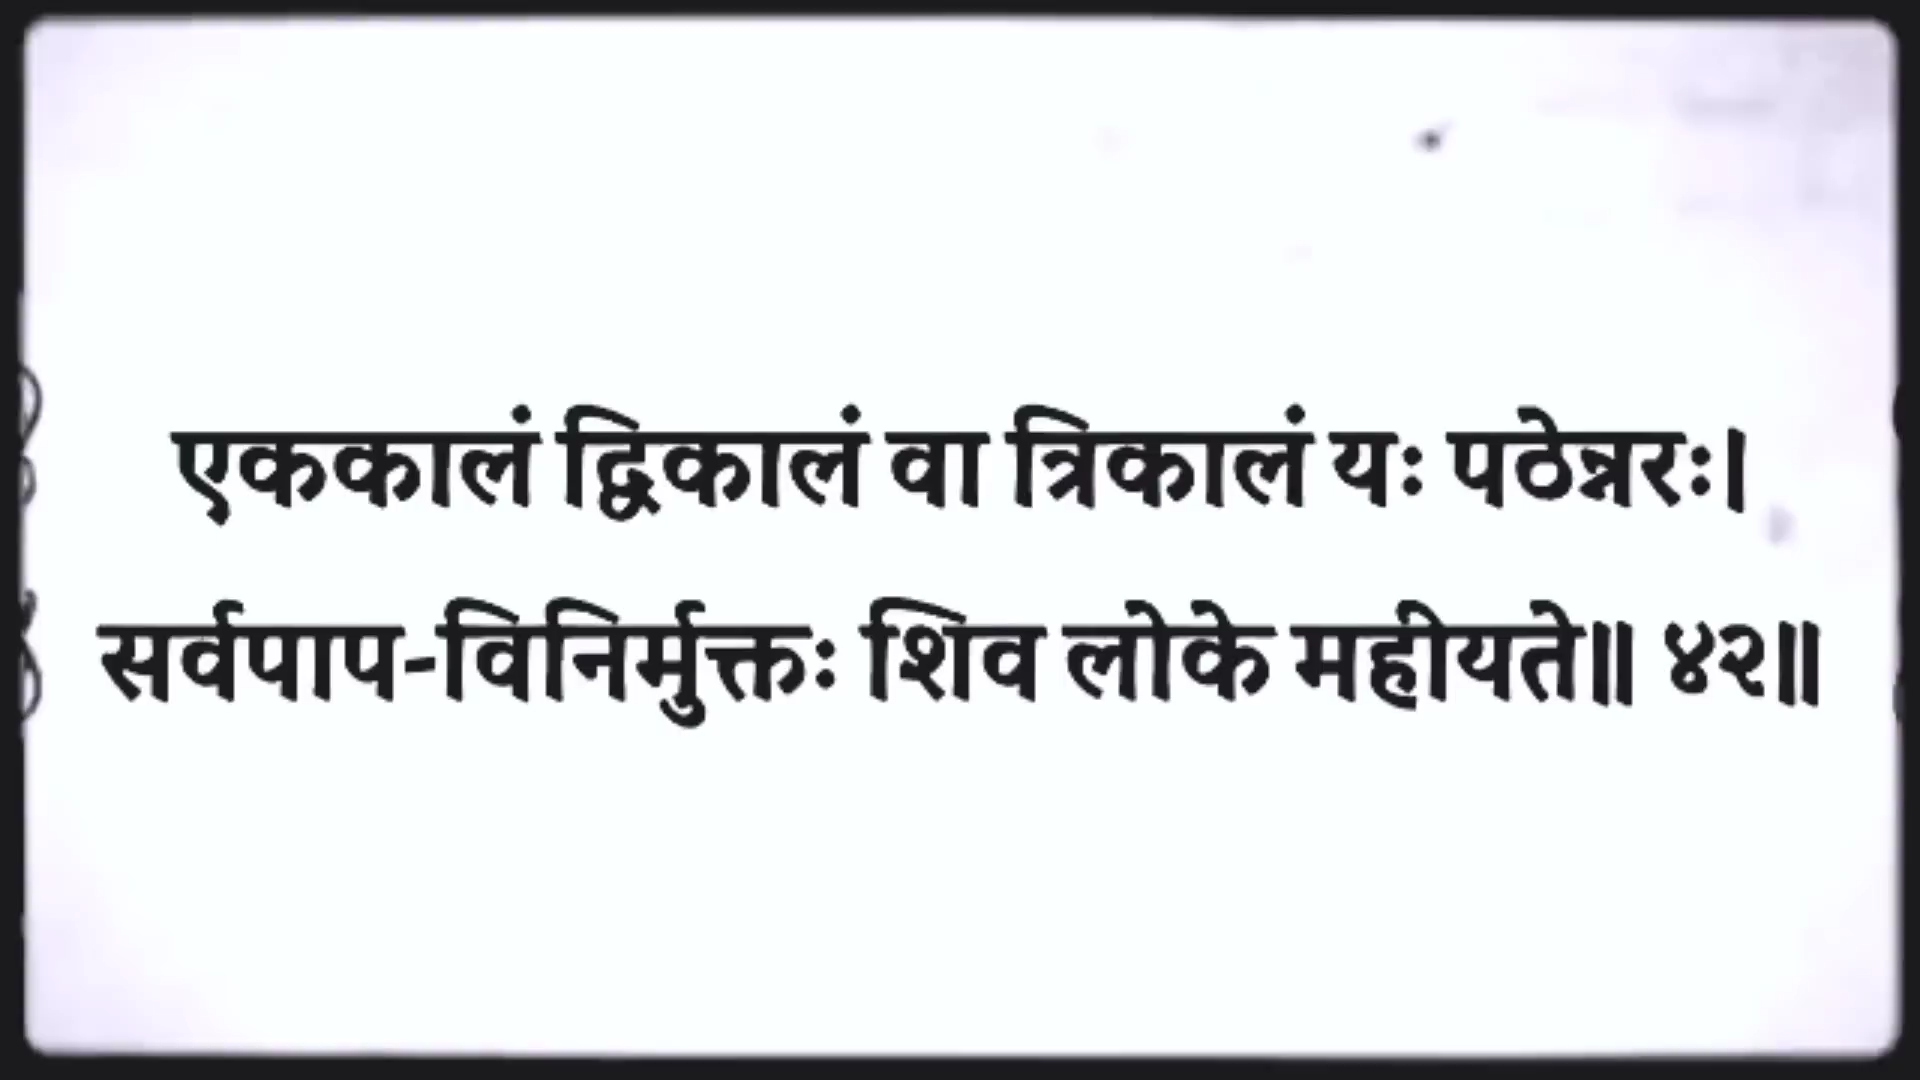 एककालं द्विकालं वा त्रिकालं यः पठेन्नरः।
सर्वपाप-विनिर्मुक्तः शिव लोके महीयते॥ ४२॥